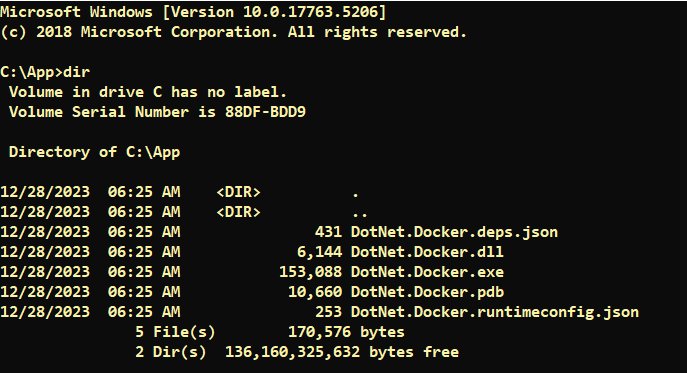 Microsoft Windows [Version 10.0.17763.5206]
(c) 2018 Microsoft Corporation. All rights reserved.
C:\App>dir
 Volume in drive C has no label.
 Volume Serial Number is 88DF-BDD9
 Directory of C:\App
12/28/2023  06:25 AM    <DIR>          .
12/28/2023  06:25 AM    <DIR>          ..
12/28/2023  06:25 AM               431 DotNet.Docker.deps.json
12/28/2023  06:25 AM             6,144 DotNet.Docker.dll
12/28/2023  06:25 AM           153,088 DotNet.Docker.exe
12/28/2023  06:25 AM            10,660 DotNet.Docker.pdb
12/28/2023  06:25 AM               253 DotNet.Docker.runtimeconfig.json
               5 File(s)        170,576 bytes
               2 Dir(s)  136,160,325,632 bytes free